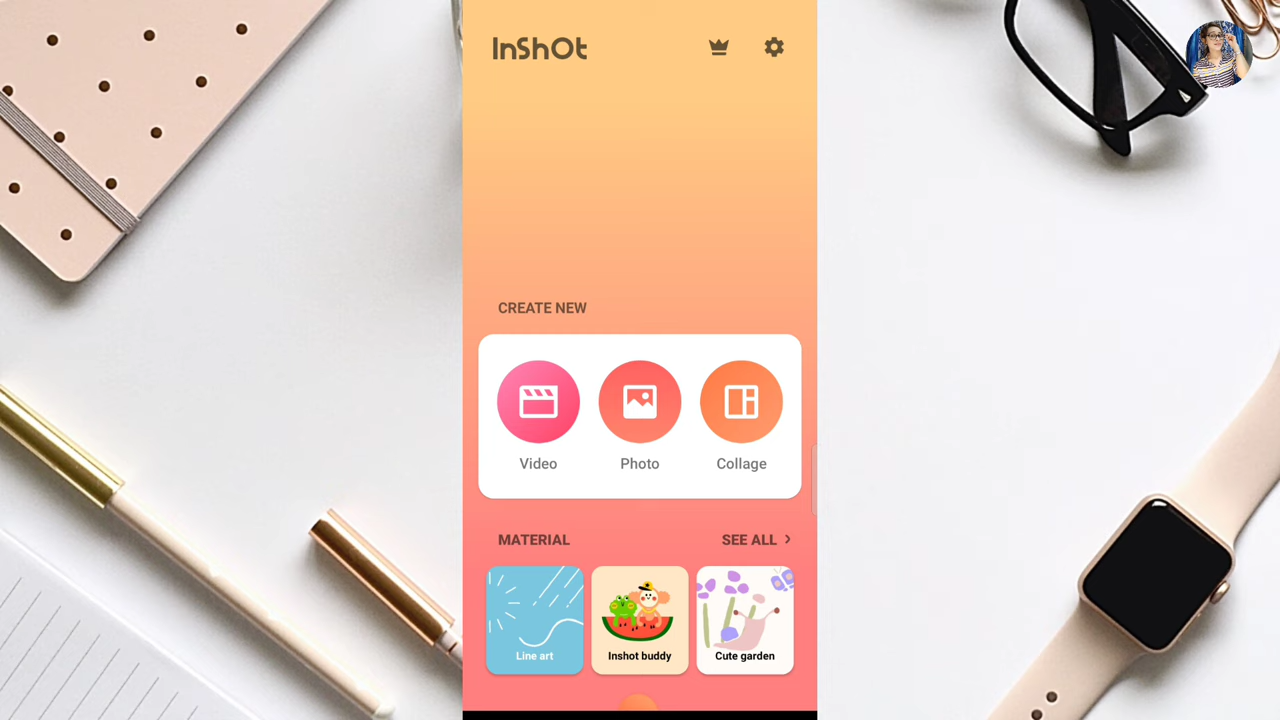 InShOt
CREATE NEW
Video Photo Collage
MATERIAL SEE ALL >
Line art Inshot buddy Cute garden